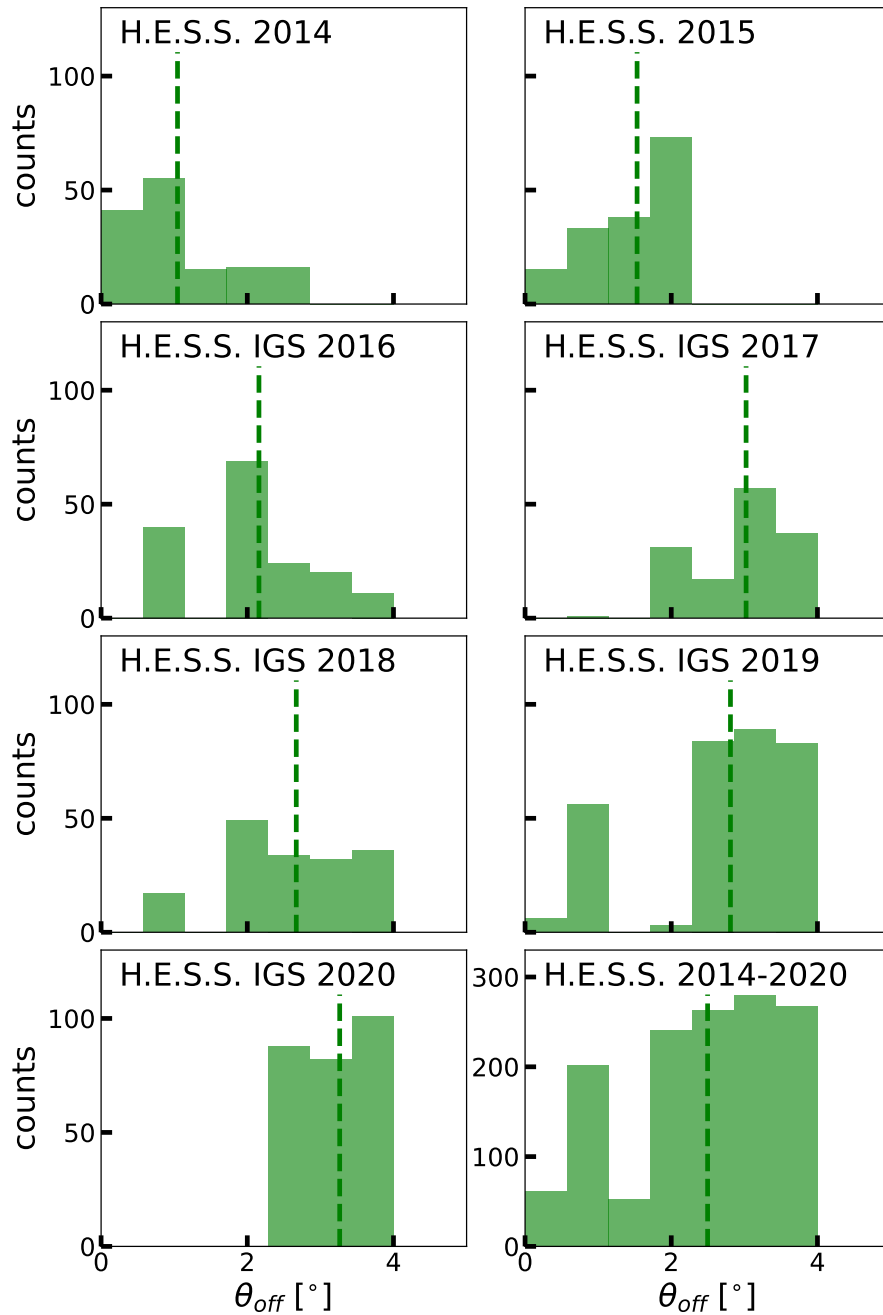 H.E.S.S. 2014
H.E.S.S. 2015
100
50
0
counts
H.E.S.S. IGS 2016
H.E.S.S. IGS 2017
100
50
0
counts
H.E.S.S. IGS 2018
H.E.S.S. IGS 2019
100
50
0
counts
H.E.S.S. IGS 2020
H.E.S.S. 2014-2020
100
50
0
counts
300
200
100
0
0 2 4
0 2 4
θoff [°]
θoff [°]